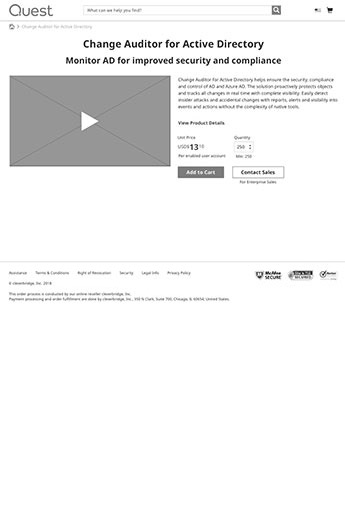 Quest
What can we help you find?
Change Auditor for Active Directory
Change Auditor for Active Directory
Monitor AD for improved security and compliance
Change Auditor for Active Directory helps ensure the security, compliance
and control of AD and Azure AD. The solution proactively protects objects
and tracks all changes in real time with complete visibility. Easily detect
insider attacks and accidental changes with reports, alerts and visibility into
events and actions without the complexity of native tools.
View Product Details
Unit Price
Quantity
USD$13
250
Per enabled user account
Min: 250
Add to Cart
Contact Sales
For Enterprise Sales
Assistance Terms & Conditions Right of Revocation Security Legal Info Privacy Policy
© cleverbridge, Inc. 2018
This order process is conducted by our online reseller cleverbridge, Inc.
Payment processing and order fulfillment are done by cleverbridge, Inc., 350 N Clark, Suite 700, Chicago, IL 60654, United States.
McAfee
SECURE
SECURED
Norton